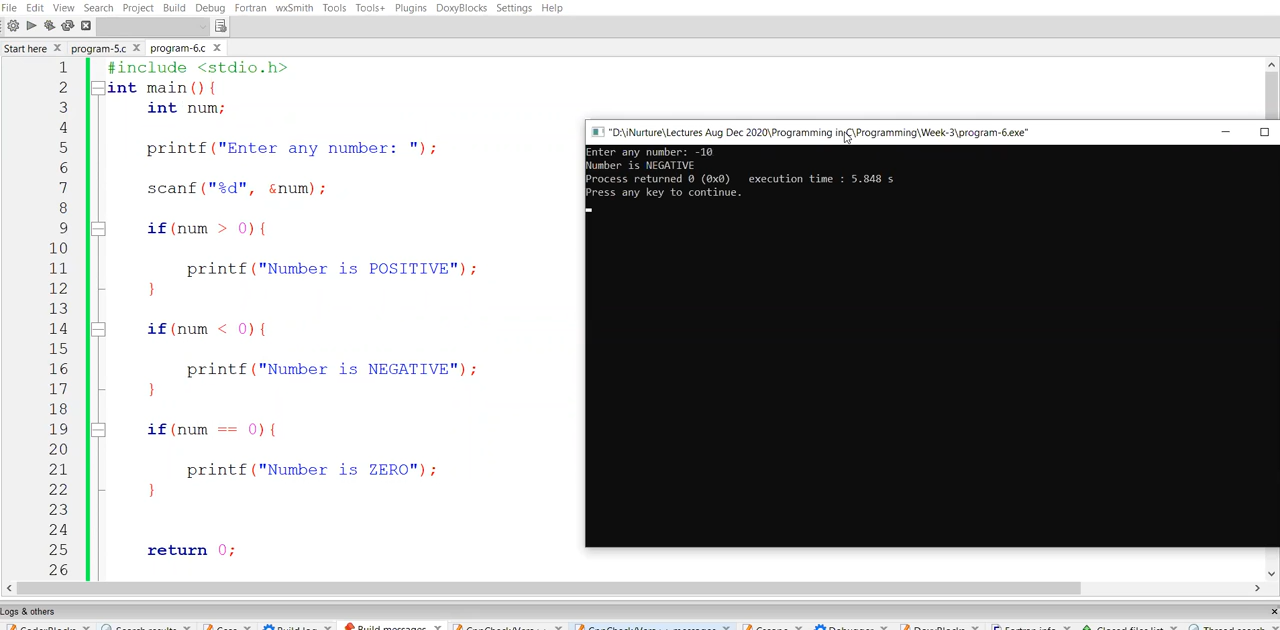 File Edit View Search Project Build Debug Fortran wxSmith Tools Tools+ Plugins DoxyBlocks Settings Help
Start here program-5.c program-6.c
1 #include <stdio.h>
2 int main(){
3 int num;
4
5 printf("Enter any number: ");
6
7 scanf("%d", &num);
8
9 if(num > 0){
10
11 printf("Number is POSITIVE");
12 }
13
14 if(num < 0){
15
16 printf("Number is NEGATIVE");
17 }
18
19 if(num == 0){
20
21 printf("Number is ZERO");
22 }
23
24
25 return 0;
26
"D:\iNurture\Lectures Aug Dec 2020\Programming in C\Programming\Week-3\program-6.exe"
Enter any number: -10
Number is NEGATIVE
Process returned 0 (0x0) execution time : 5.848 s
Press any key to continue.
Logs & others
Code::Blocks Search results Cccc Build log Build messages CppCheck/Vera++ CppCheck/Vera++ messages Cscope Debugger DoxyBlocks Fortran info Closed files list Thread search